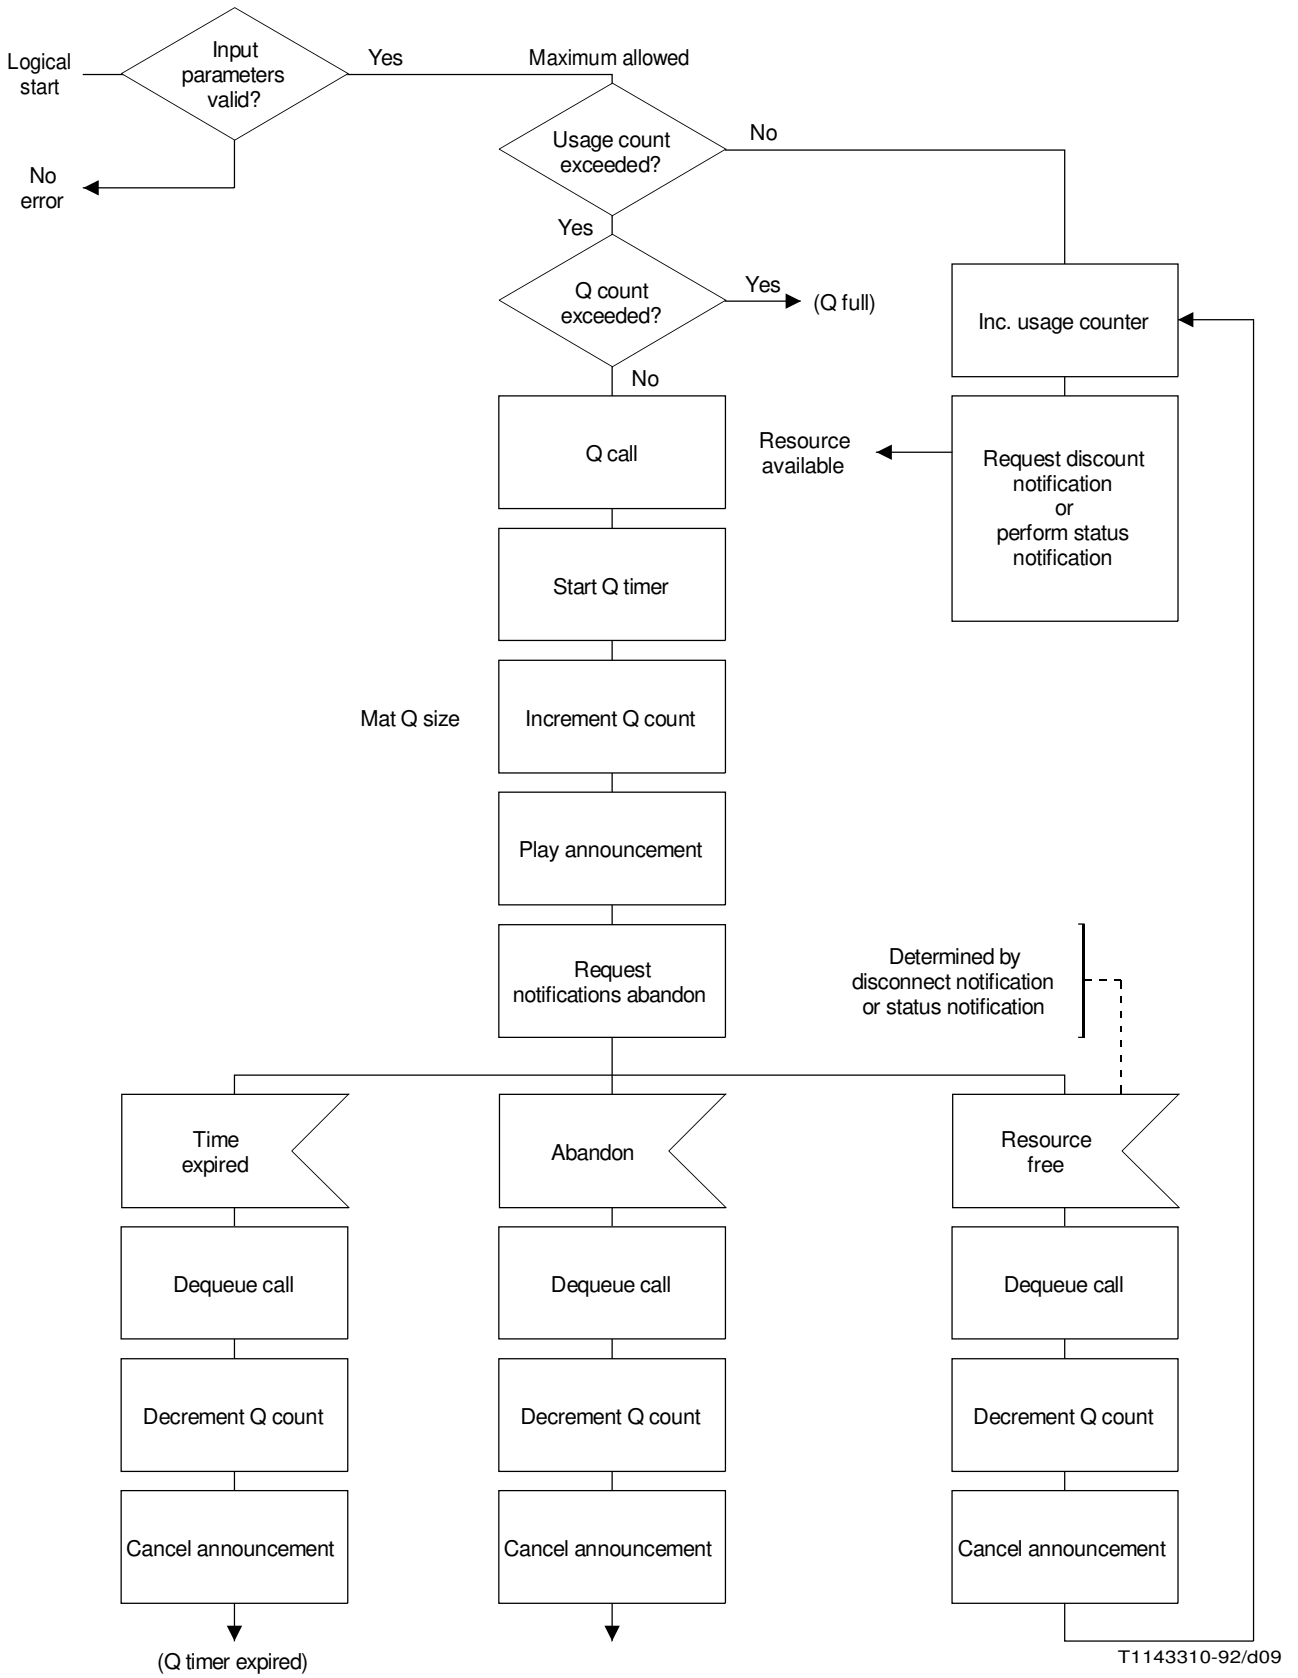 Logical
start
Input
parameters
valid?
Yes
Maximum allowed
No
error
Usage count
exceeded?
No
Yes
Q count
exceeded?
Yes
(Q full)
No
Inc. usage counter
Q call
Resource
available
Request discount
notification
or
perform status
notification
Start Q timer
Mat Q size
Increment Q count
Play announcement
Request
notifications abandon
Determined by
disconnect notification
or status notification
Time
expired
Abandon
Resource
free
Dequeue call
Dequeue call
Dequeue call
Decrement Q count
Decrement Q count
Decrement Q count
Cancel announcement
Cancel announcement
Cancel announcement
(Q timer expired)
T1143310-92/d09